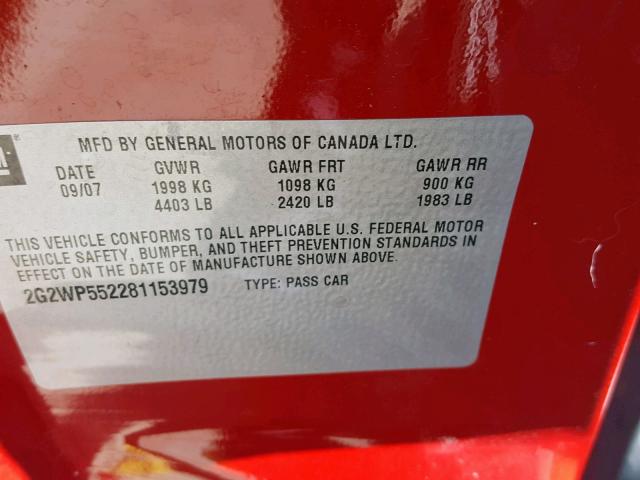 GM ®
MFD BY GENERAL MOTORS OF CANADA LTD.
DATE GVWR GAWR FRT GAWR RR
09/07 1998 KG 1098 KG 900 KG
4403 LB 2420 LB 1983 LB
THIS VEHICLE CONFORMS TO ALL APPLICABLE U.S. FEDERAL MOTOR
VEHICLE SAFETY, BUMPER, AND THEFT PREVENTION STANDARDS IN
EFFECT ON THE DATE OF MANUFACTURE SHOWN ABOVE.
2G2WP552281153979 TYPE: PASS CAR